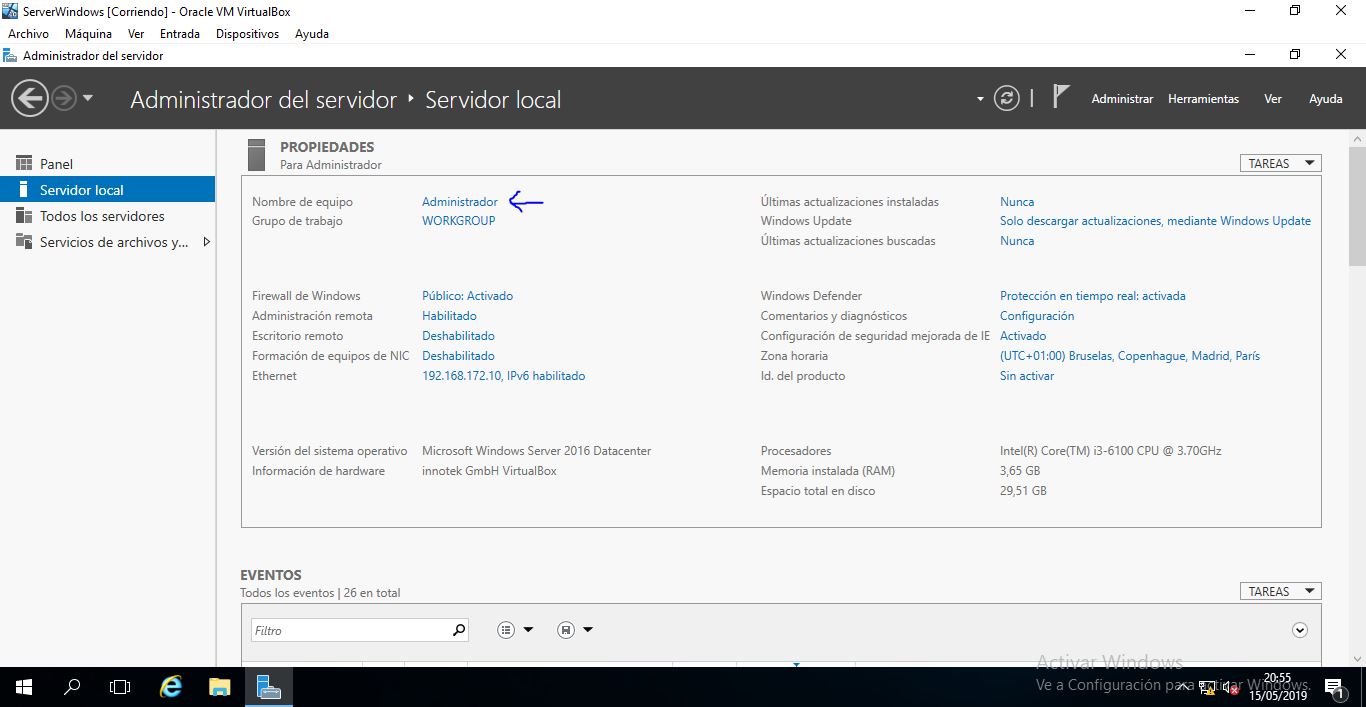 ServerWindows [Corriendo] - Oracle VM VirtualBox
Archivo Máquina Ver Entrada Dispositivos Ayuda
Administrador del servidor
Administrador del servidor ‣ Servidor local
Administrar Herramientas Ver Ayuda
Panel
Servidor local
Todos los servidores
Servicios de archivos y...
PROPIEDADES
Para Administrador
TAREAS
Nombre de equipo Administrador
Grupo de trabajo WORKGROUP
Últimas actualizaciones instaladas Nunca
Windows Update Solo descargar actualizaciones, mediante Windows Update
Últimas actualizaciones buscadas Nunca
Firewall de Windows Público: Activado
Administración remota Habilitado
Escritorio remoto Deshabilitado
Formación de equipos de NIC Deshabilitado
Ethernet 192.168.172.10, IPv6 habilitado
Windows Defender Protección en tiempo real: activada
Comentarios y diagnósticos Configuración
Configuración de seguridad mejorada de IE Activado
Zona horaria (UTC+01:00) Bruselas, Copenhague, Madrid, París
Id. del producto Sin activar
Versión del sistema operativo Microsoft Windows Server 2016 Datacenter
Información de hardware innotek GmbH VirtualBox
Procesadores Intel(R) Core(TM) i3-6100 CPU @ 3.70GHz
Memoria instalada (RAM) 3,65 GB
Espacio total en disco 29,51 GB
EVENTOS
Todos los eventos | 26 en total
TAREAS
Filtro
Activar Windows
Ve a Configuración para activar Windows.
20:55
15/05/2019
1